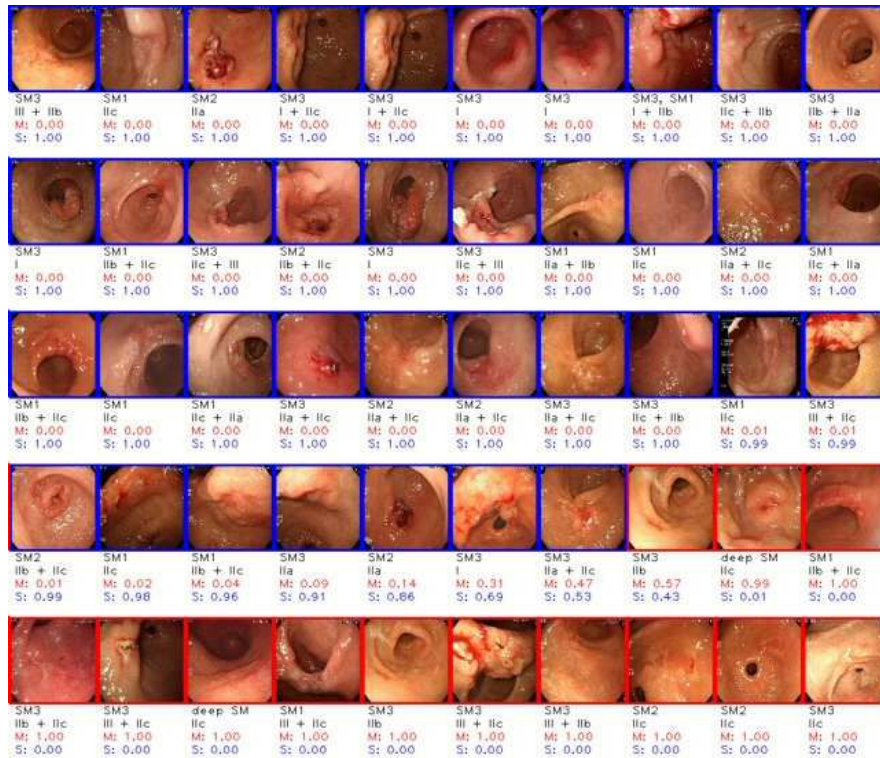 SM3 SM1 SM2 SM3 SM3 SM3 SM3 SM3, SM1 SM3 SM3
III + IIb IIc IIa I + IIc I + IIc I I I + IIb IIc + IIb IIb + IIa
M: 0.00 M: 0.00 M: 0.00 M: 0.00 M: 0.00 M: 0.00 M: 0.00 M: 0.00 M: 0.00 M: 0.00
S: 1.00 S: 1.00 S: 1.00 S: 1.00 S: 1.00 S: 1.00 S: 1.00 S: 1.00 S: 1.00 S: 1.00
SM3 SM1 SM3 SM2 SM3 SM3 SM1 SM1 SM2 SM1
I IIb + IIc IIc + III IIb + IIc I IIc + III IIa + IIb IIc IIa + IIc IIc + IIa
M: 0.00 M: 0.00 M: 0.00 M: 0.00 M: 0.00 M: 0.00 M: 0.00 M: 0.00 M: 0.00 M: 0.00
S: 1.00 S: 1.00 S: 1.00 S: 1.00 S: 1.00 S: 1.00 S: 1.00 S: 1.00 S: 1.00 S: 1.00
SM1 SM1 SM1 SM3 SM2 SM2 SM3 SM3 SM1 SM3
IIb + IIc IIc IIc + IIa IIa + IIc IIa + IIc IIa + IIc IIa + IIc IIc + IIb IIc III + IIc
M: 0.00 M: 0.00 M: 0.00 M: 0.00 M: 0.00 M: 0.00 M: 0.00 M: 0.00 M: 0.01 M: 0.01
S: 1.00 S: 1.00 S: 1.00 S: 1.00 S: 1.00 S: 1.00 S: 1.00 S: 1.00 S: 0.99 S: 0.99
SM2 SM1 SM1 SM3 SM2 SM3 SM3 SM3 deep SM SM1
IIb + IIc IIc IIb + IIc IIa IIa I IIa + IIc IIb IIc IIb + IIc
M: 0.01 M: 0.02 M: 0.04 M: 0.09 M: 0.14 M: 0.31 M: 0.47 M: 0.57 M: 0.99 M: 1.00
S: 0.99 S: 0.98 S: 0.96 S: 0.91 S: 0.86 S: 0.69 S: 0.53 S: 0.43 S: 0.01 S: 0.00
SM3 SM3 deep SM SM1 SM3 SM3 SM3 SM2 SM2 SM3
IIb + IIc III + IIc IIc III + IIc IIb III + IIc III + IIb IIc IIc IIc
M: 1.00 M: 1.00 M: 1.00 M: 1.00 M: 1.00 M: 1.00 M: 1.00 M: 1.00 M: 1.00 M: 1.00
S: 0.00 S: 0.00 S: 0.00 S: 0.00 S: 0.00 S: 0.00 S: 0.00 S: 0.00 S: 0.00 S: 0.00